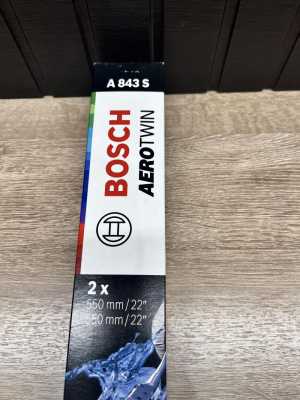 A 843 S
BOSCH
AEROTWIN
2 x
550 mm / 22"
550 mm / 22"